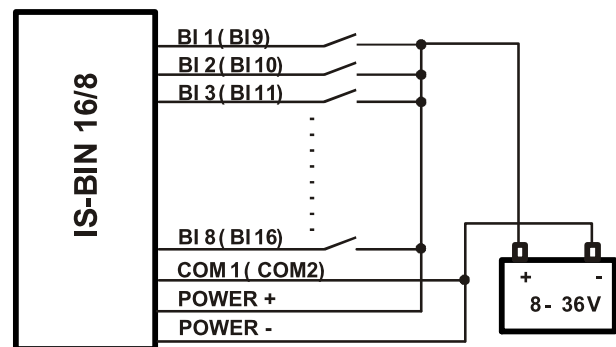 IS-BIN 16/8
BI 1 ( BI9)
BI 2 ( BI10)
BI 3 ( BI11)
BI 8 ( BI16)
COM 1 ( COM2)
POWER +
POWER -
+ -
8 - 36V